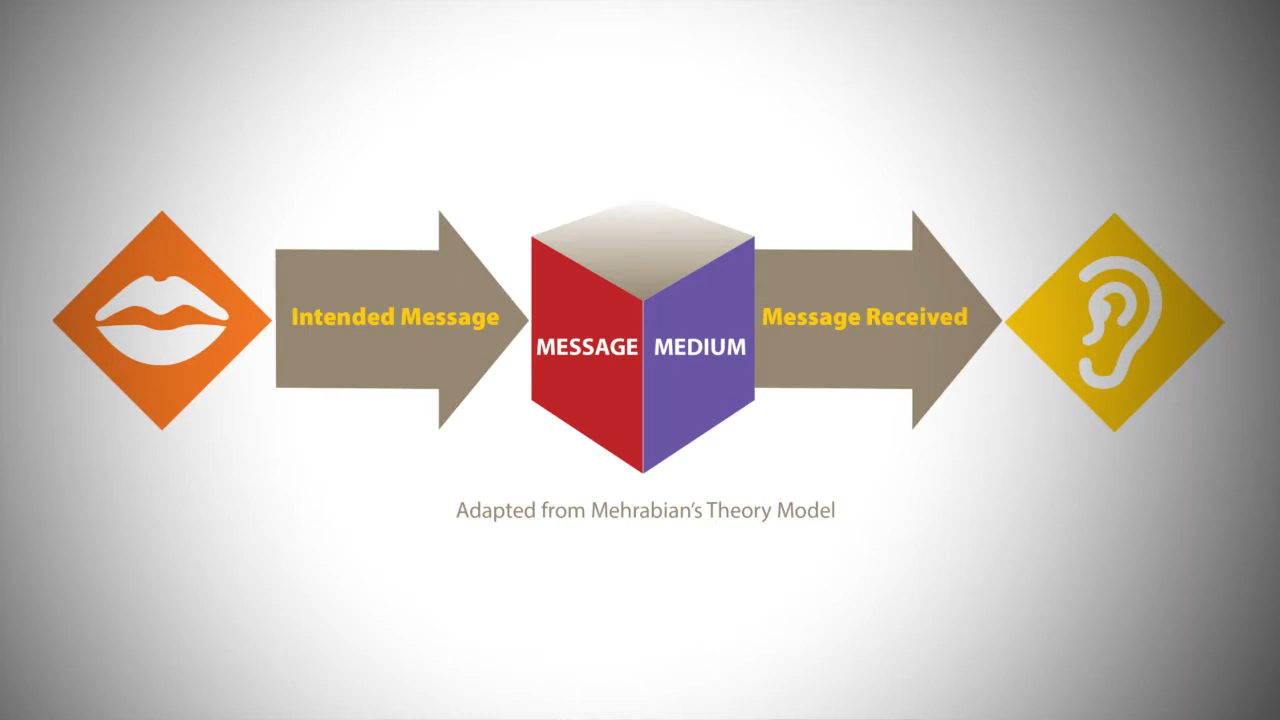 Intended Message
MESSAGE
MEDIUM
Message Received
Adapted from Mehrabian’s Theory Model